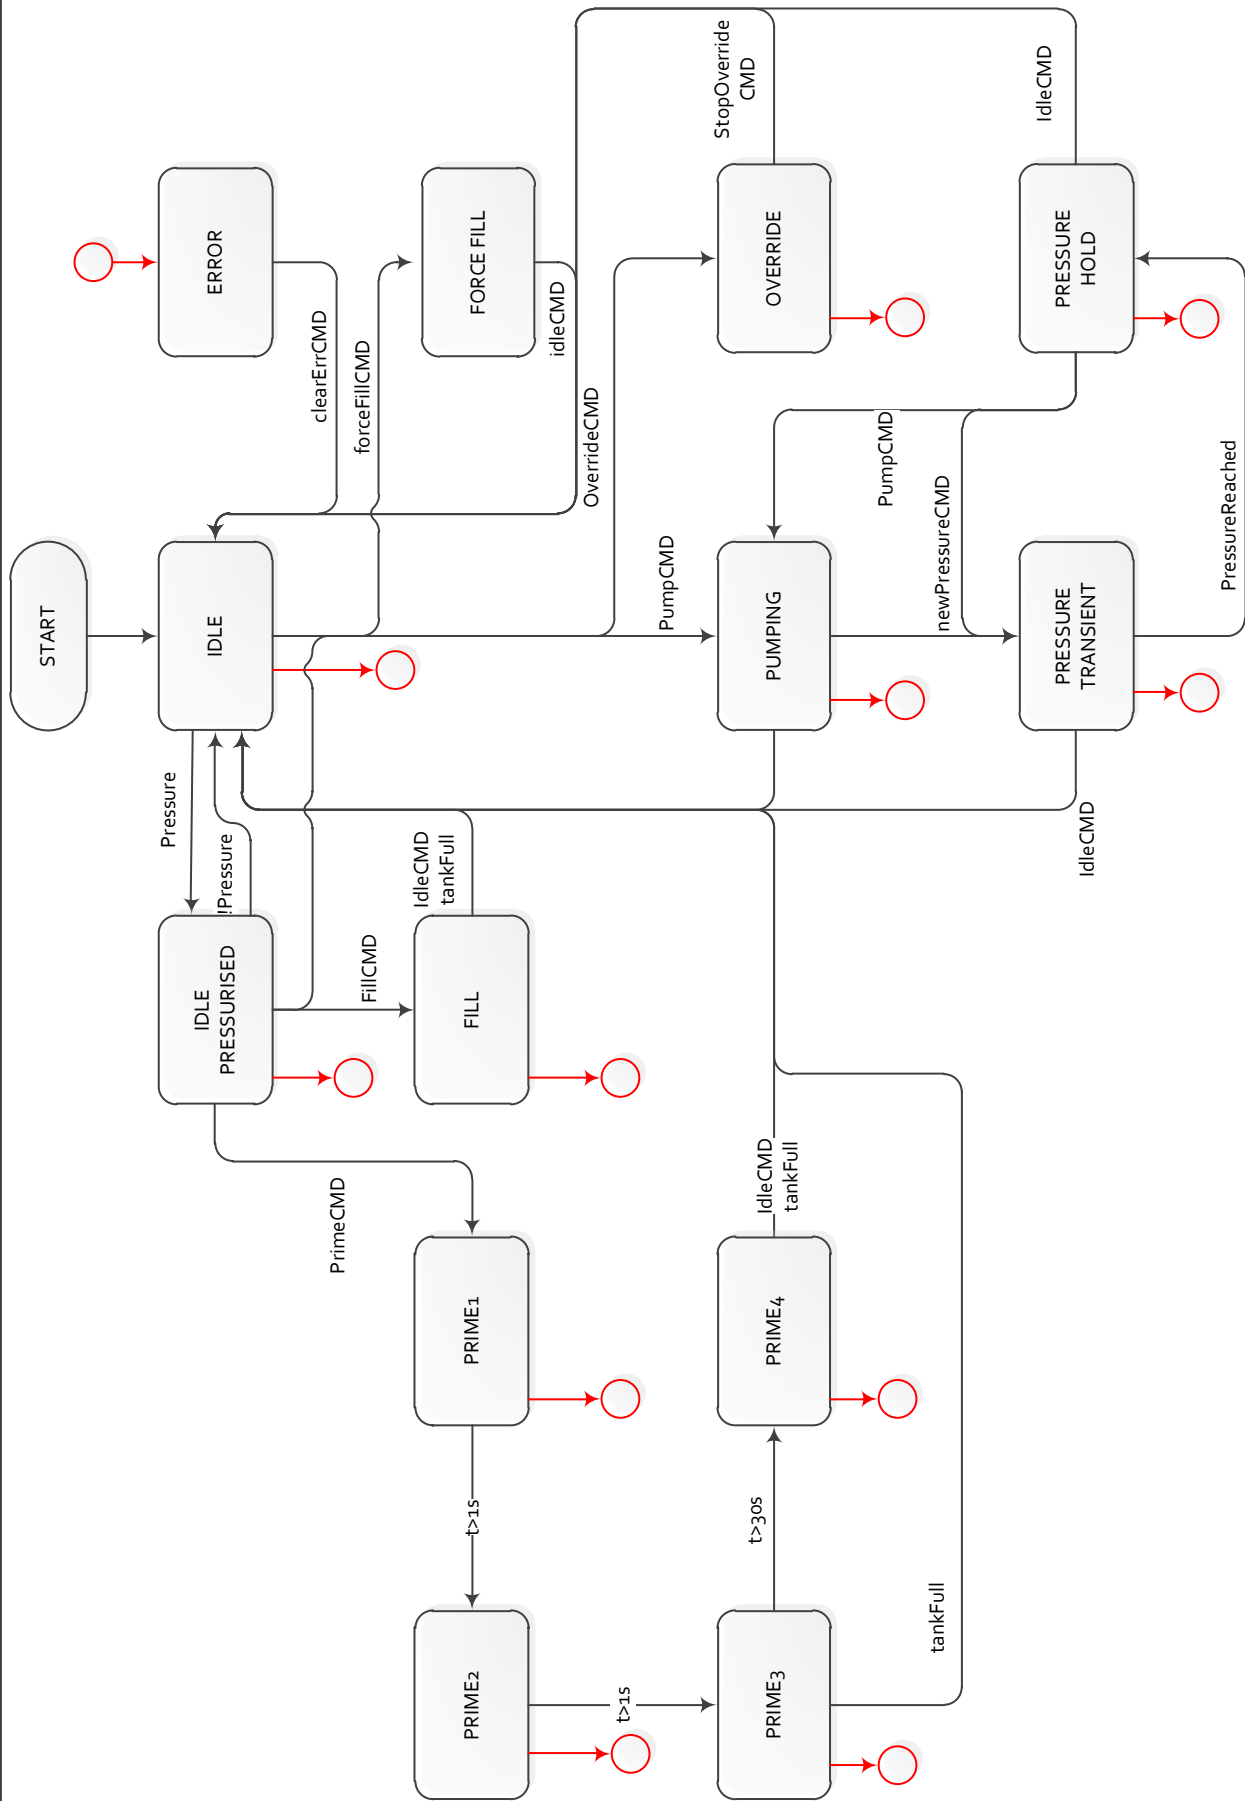 START
ERROR
IDLE
Pressure
!Pressure
IDLE
PRESSURISED
clearErrCMD
forceFillCMD
FORCE FILL
idleCMD
OverrideCMD
StopOverride
CMD
OVERRIDE
IdleCMD
PRESSURE
HOLD
PumpCMD
PumpCMD
newPressureCMD
PUMPING
PRESSURE
TRANSIENT
PressureReached
IdleCMD
FillCMD
FILL
IdleCMD
tankFull
PrimeCMD
PRIME1
t>1s
PRIME2
t>1s
PRIME3
t>30s
PRIME4
IdleCMD
tankFull
tankFull